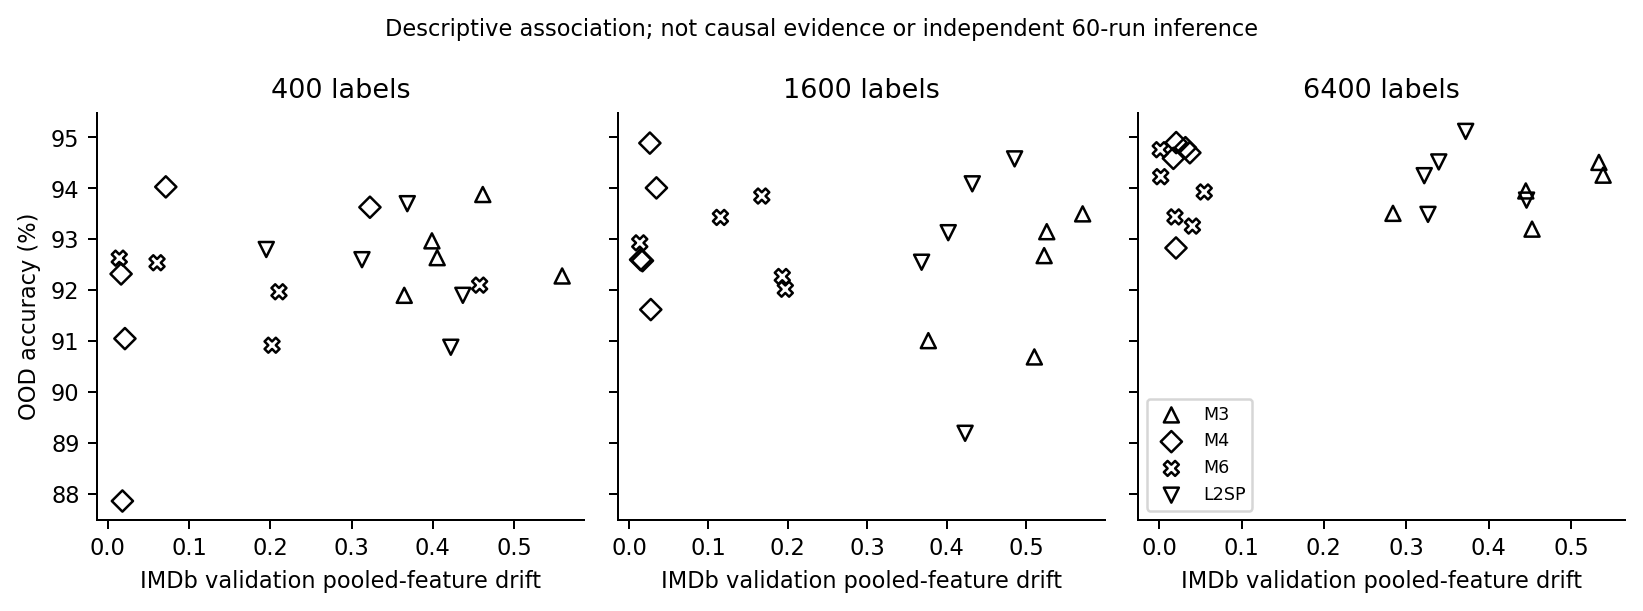 Descriptive association; not causal evidence or independent 60-run inference
400 labels
1600 labels
6400 labels
OOD accuracy (%)
95
94
93
92
91
90
89
88
0.0 0.1 0.2 0.3 0.4 0.5
0.0 0.1 0.2 0.3 0.4 0.5
0.0 0.1 0.2 0.3 0.4 0.5
IMDb validation pooled-feature drift
IMDb validation pooled-feature drift
IMDb validation pooled-feature drift
M3
M4
M6
L2SP